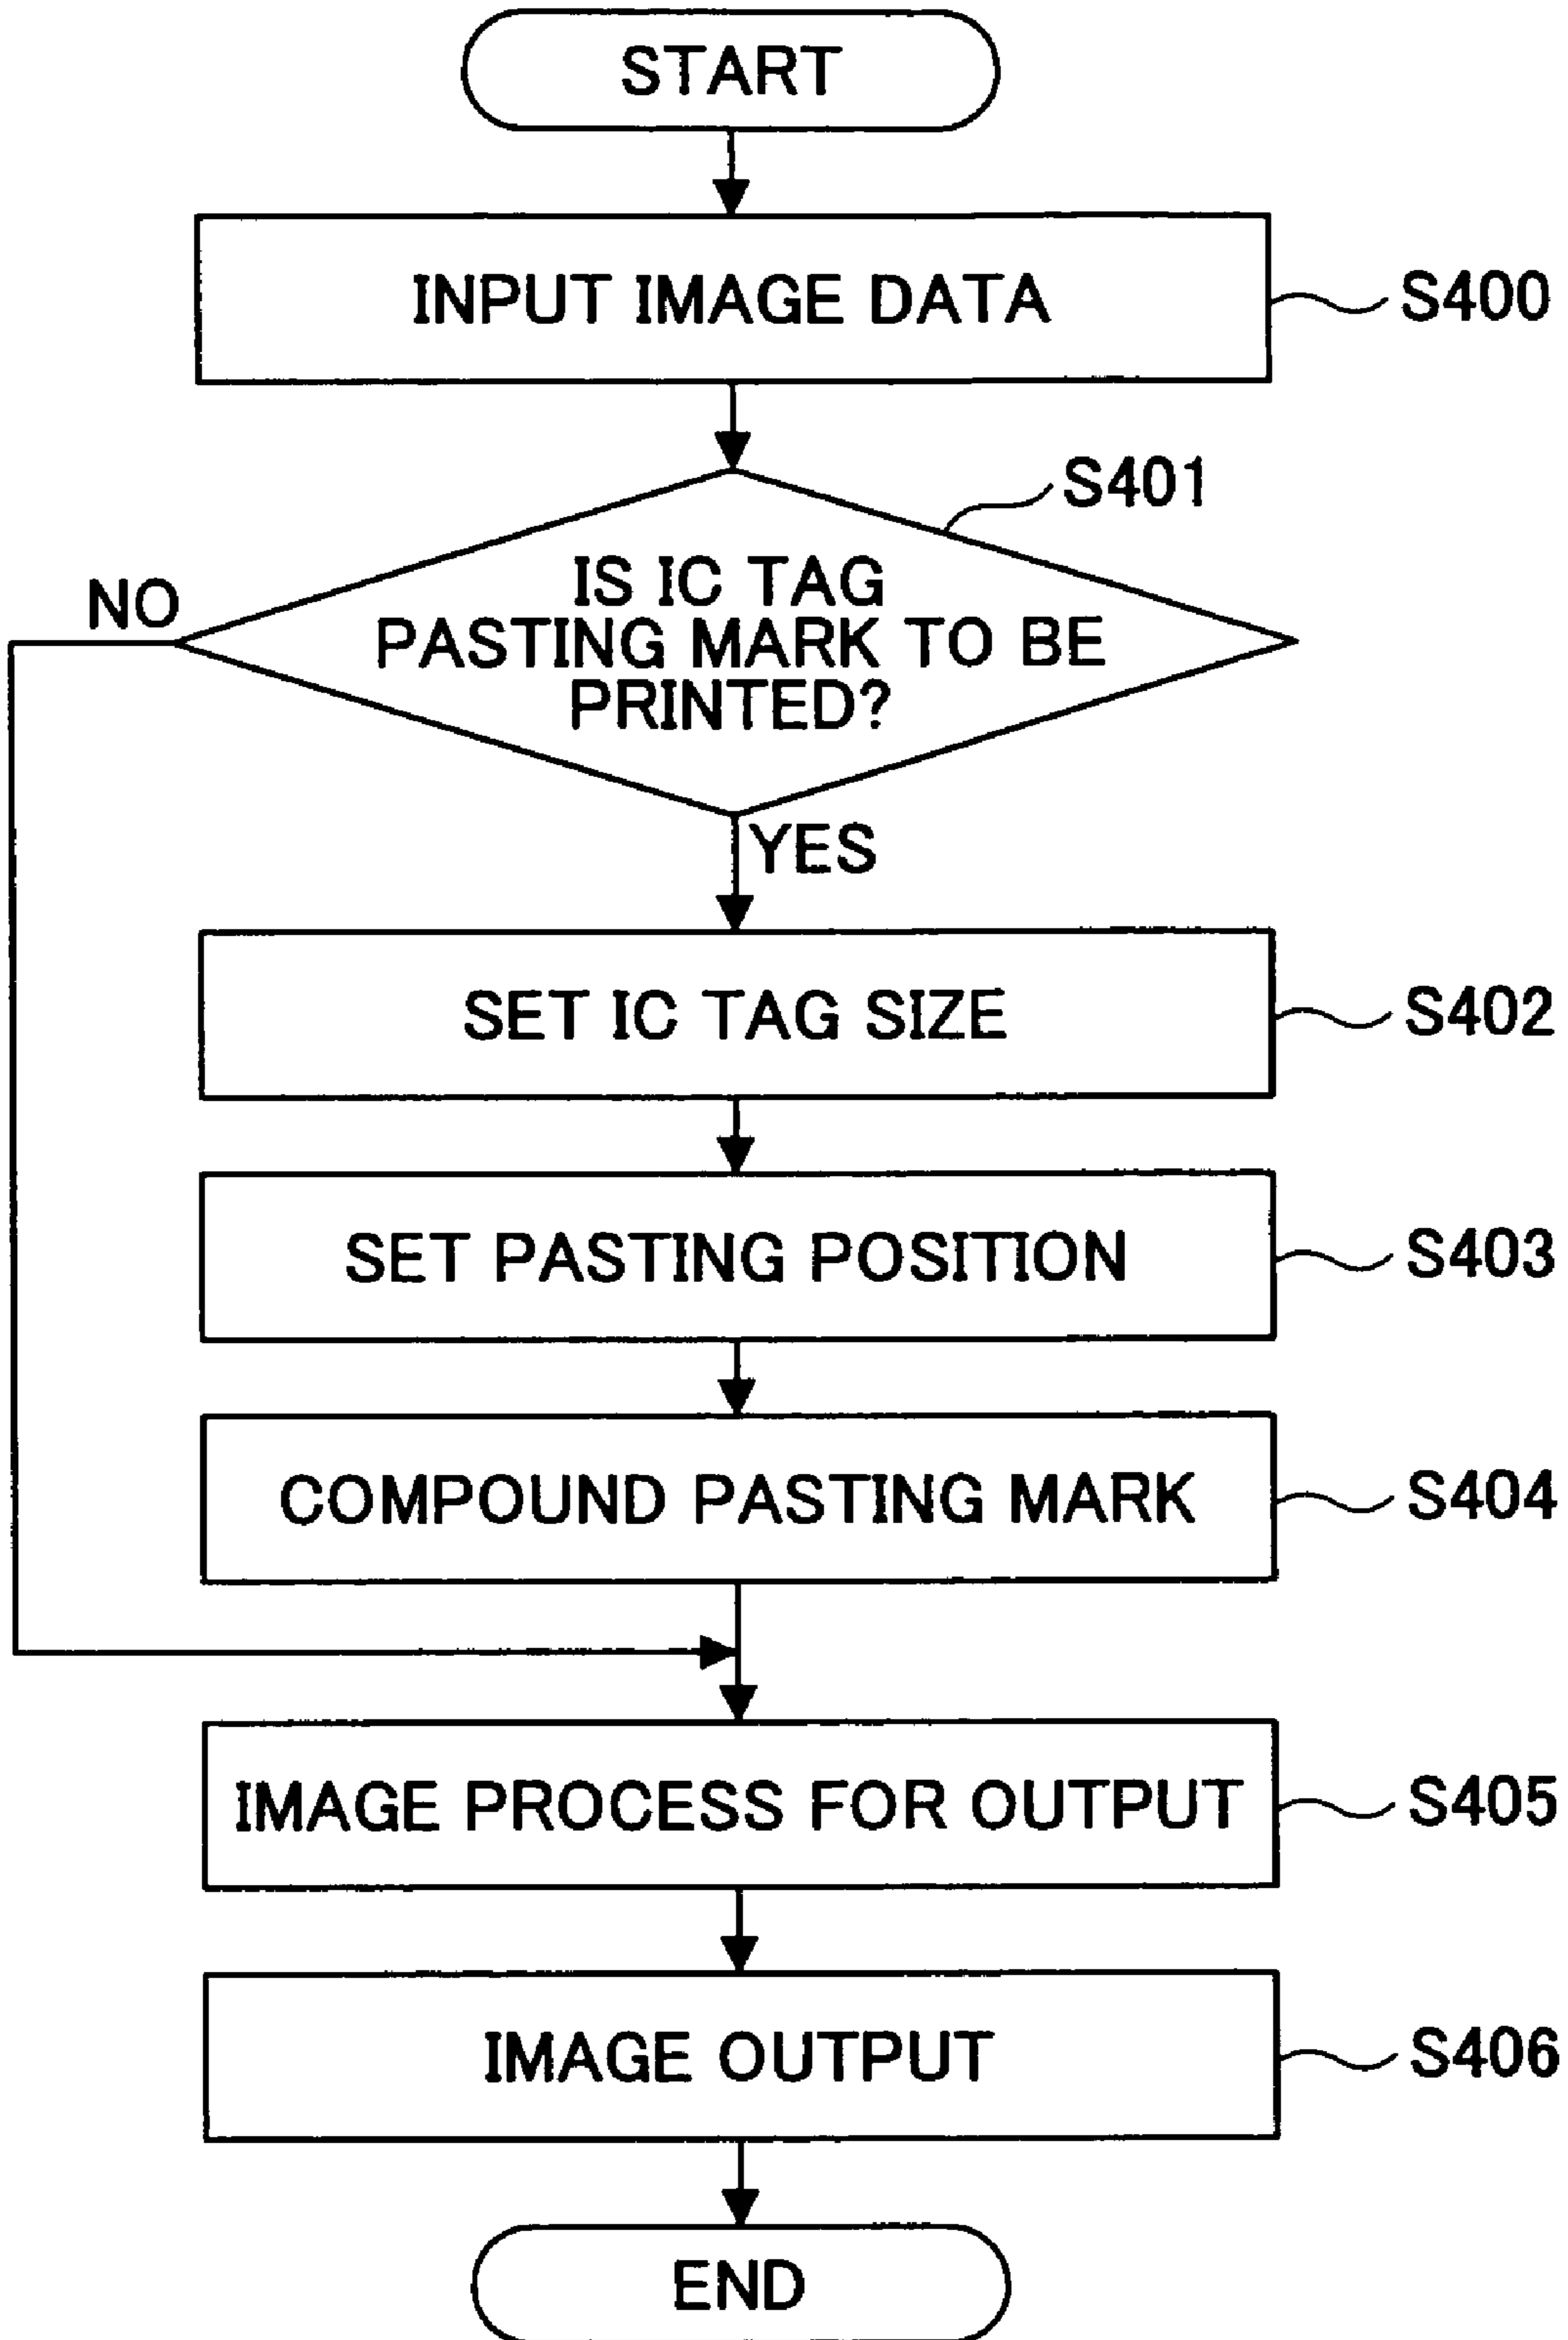 START
INPUT IMAGE DATA
S400
S401
IS IC TAG
PASTING MARK TO BE
PRINTED?
NO
YES
SET IC TAG SIZE
S402
SET PASTING POSITION
S403
COMPOUND PASTING MARK
S404
IMAGE PROCESS FOR OUTPUT
S405
IMAGE OUTPUT
S406
END